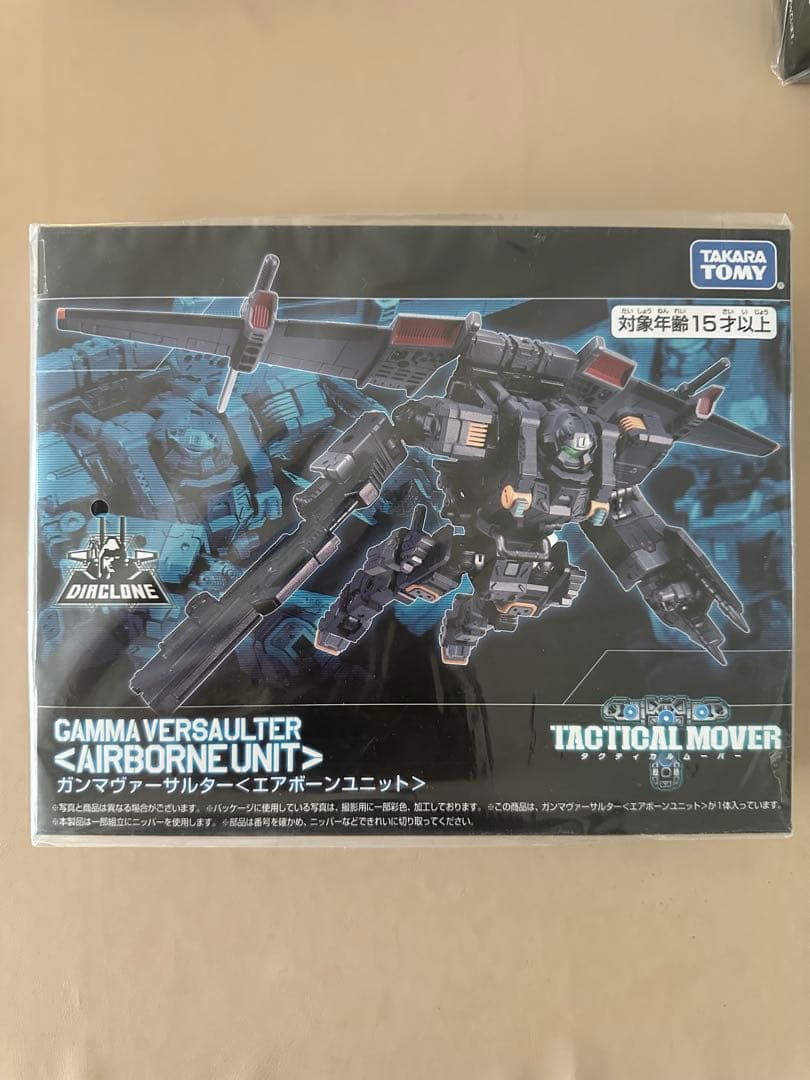 TAKARA
TOMY
たいしょうねんれい さいいじょう
対象年齢15才以上
DIACLONE
GAMMA VERSAULTER
<AIRBORNE UNIT>
ガンマヴァーサルター<エアボーンユニット>
TACTICAL MOVER
タクティカルムーバー
※写真と商品は異なる場合がございます。 ※パッケージに使用している写真は、撮影用に一部彩色、加工しております。 ※この商品は、ガンマヴァーサルター<エアボーンユニット>が1体入っています。
※本製品は一部組立にニッパーを使用します。 ※部品は番号を確かめ、ニッパーなどできれいに切り取ってください。